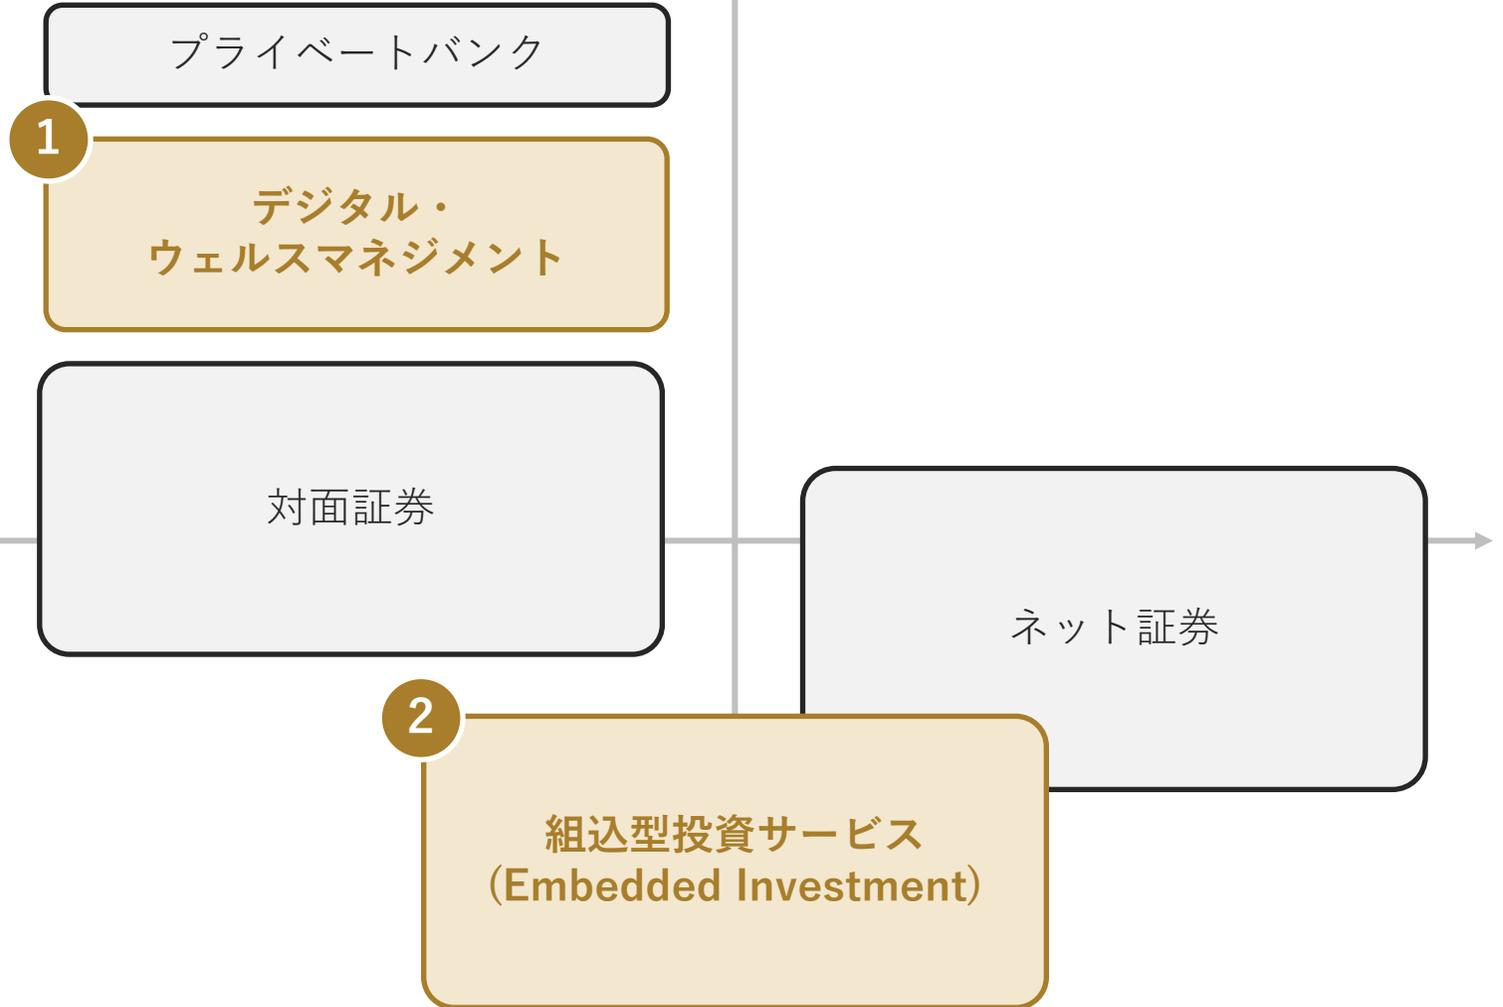 プライベートバンク
1
デジタル・
ウェルスマネジメント
対面証券
ネット証券
2
組込型投資サービス
(Embedded Investment)